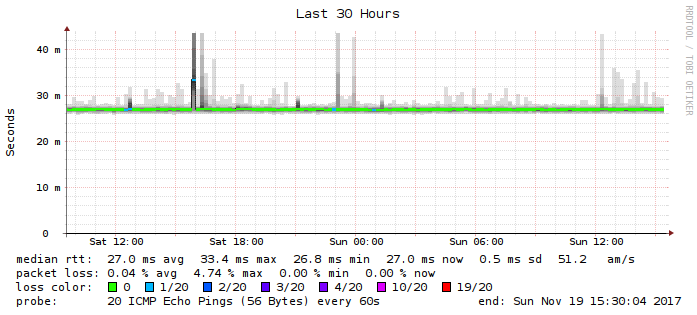 Last 30 Hours
RRDTOOL / TOBI OETIKER
Seconds
40 m
30 m
20 m
10 m
0
Sat 12:00 Sat 18:00 Sun 00:00 Sun 06:00 Sun 12:00
median rtt: 27.0 ms avg 33.4 ms max 26.8 ms min 27.0 ms now 0.5 ms sd 51.2 am/s
packet loss: 0.04 % avg 4.74 % max 0.00 % min 0.00 % now
loss color: 0 1/20 2/20 3/20 4/20 10/20 19/20
probe: 20 ICMP Echo Pings (56 Bytes) every 60s end: Sun Nov 19 15:30:04 2017